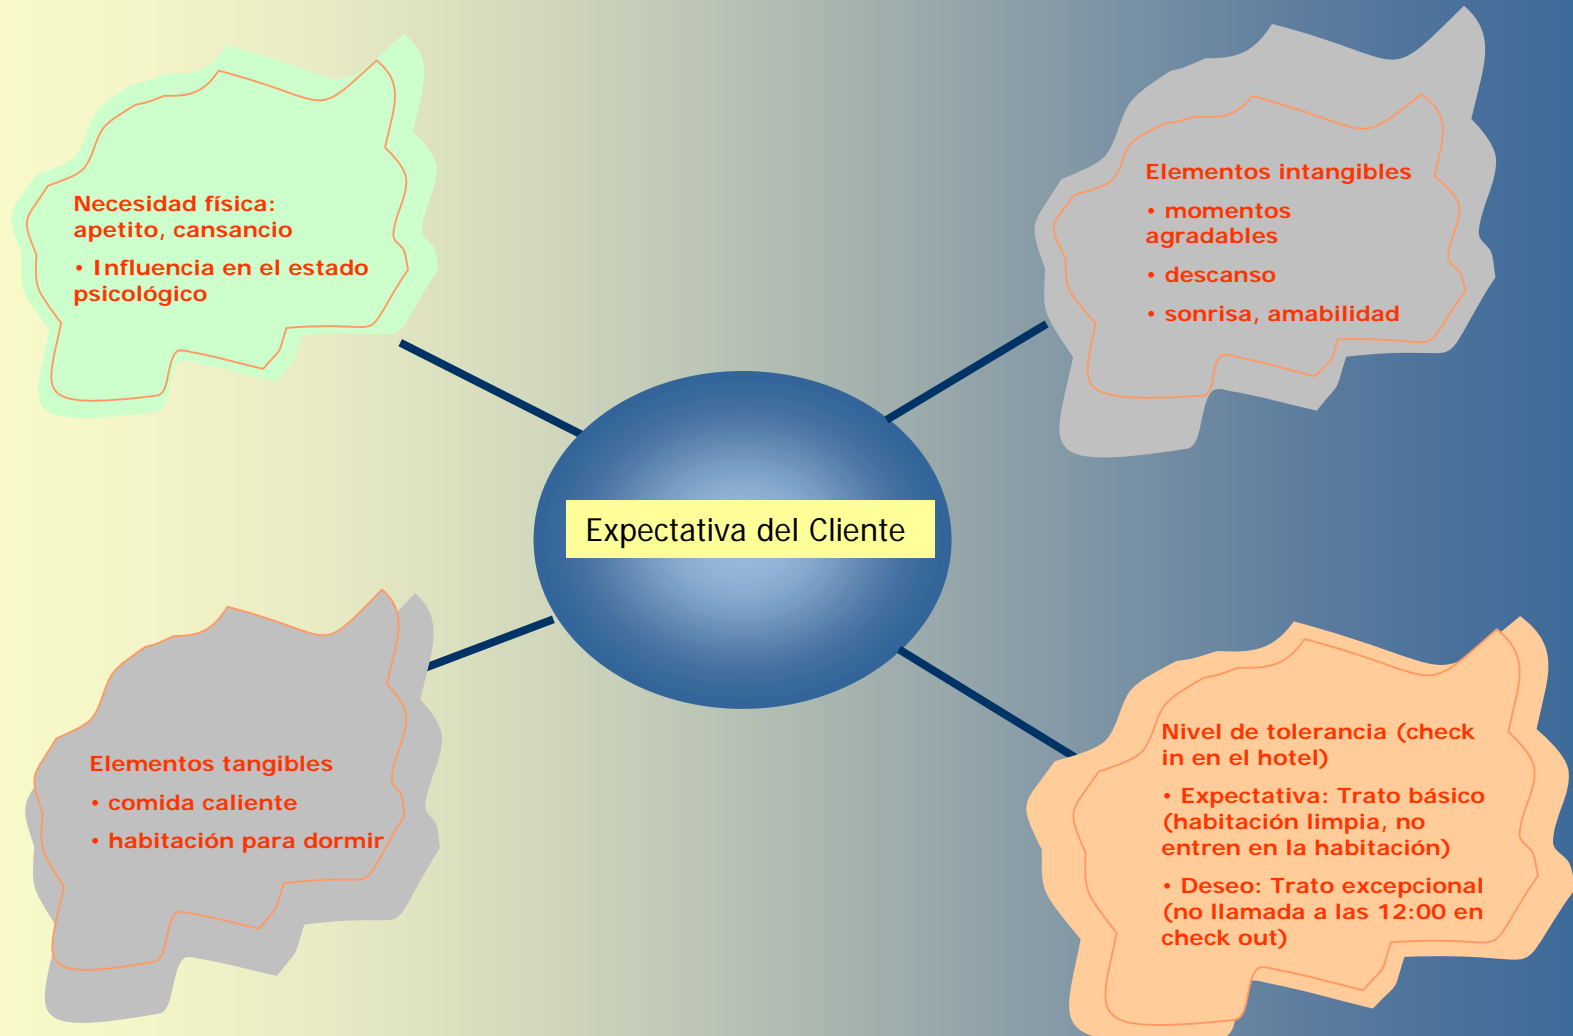 Necesidad física:
apetito, cansancio
• Influencia en el estado
psicológico
Elementos intangibles
• momentos
agradables
• descanso
• sonrisa, amabilidad
Expectativa del Cliente
Elementos tangibles
• comida caliente
• habitación para dormir
Nivel de tolerancia (check
in en el hotel)
• Expectativa: Trato básico
(habitación limpia, no
entren en la habitación)
• Deseo: Trato excepcional
(no llamada a las 12:00 en
check out)